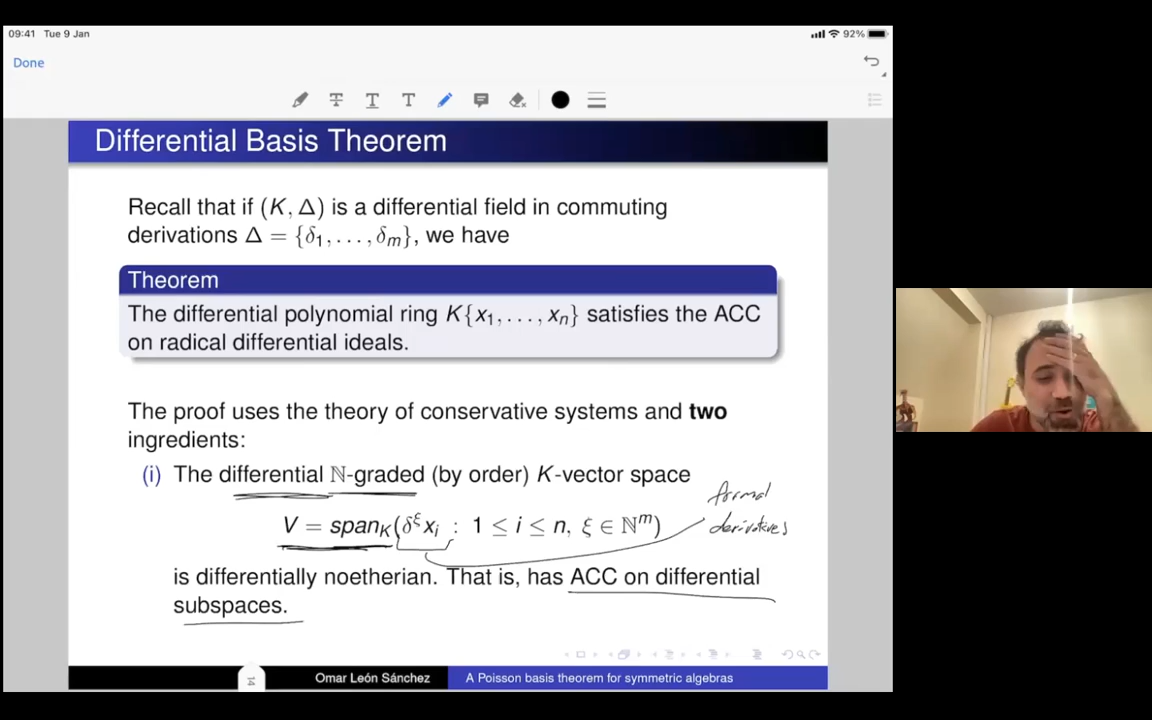 09:41 Tue 9 Jan
92%
Done
Differential Basis Theorem
Recall that if (K, Δ) is a differential field in commuting
derivations Δ = {δ₁, . . . , δₘ}, we have
Theorem
The differential polynomial ring K{x₁, . . . , xₙ} satisfies the ACC
on radical differential ideals.
The proof uses the theory of conservative systems and two
ingredients:
(i) The differential ℕ-graded (by order) K-vector space
formal
V = span_K(δ^ξ xᵢ : 1 ≤ i ≤ n, ξ ∈ ℕᵐ)
derivatives
is differentially noetherian. That is, has ACC on differential
subspaces.
14
Omar León Sánchez
A Poisson basis theorem for symmetric algebras